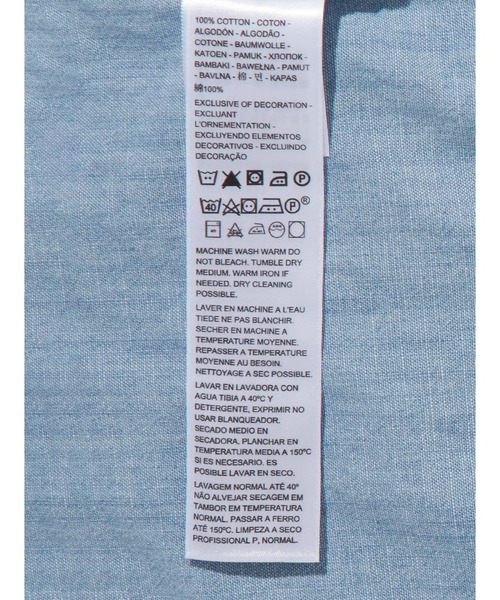 100% COTTON - COTON -
ALGODÓN - ALGODÃO -
COTONE - BAUMWOLLE -
KATOEN - PAMUK - ХЛОПОК -
BAMBAKI - BAWEŁNA - PAMUT
- BAVLNA - 棉 - 면 - KAPAS
綿100%
EXCLUSIVE OF DECORATION -
EXCLUANT
L'ORNEMENTATION -
EXCLUYENDO ELEMENTOS
DECORATIVOS - EXCLUINDO
DECORAÇÃO
P
40 P ®
MACHINE WASH WARM DO
NOT BLEACH. TUMBLE DRY
MEDIUM. WARM IRON IF
NEEDED. DRY CLEANING
POSSIBLE.
LAVER EN MACHINE A L'EAU
TIEDE NE PAS BLANCHIR.
SECHER EN MACHINE A
TEMPERATURE MOYENNE.
REPASSER A TEMPERATURE
MOYENNE AU BESOIN.
NETTOYAGE A SEC POSSIBLE.
LAVAR EN LAVADORA CON
AGUA TIBIA A 40ºC Y
DETERGENTE, EXPRIMIR NO
USAR BLANQUEADOR.
SECADO MEDIO EN
SECADORA. PLANCHAR EN
TEMPERATURA MEDIA A 150ºC
SI ES NECESARIO. ES
POSIBLE LAVAR EN SECO.
LAVAGEM NORMAL ATÉ 40º
NÃO ALVEJAR SECAGEM EM
TAMBOR EM TEMPERATURA
NORMAL. PASSAR A FERRO
ATÉ 150ºC. LIMPEZA A SECO
PROFISSIONAL P, NORMAL.